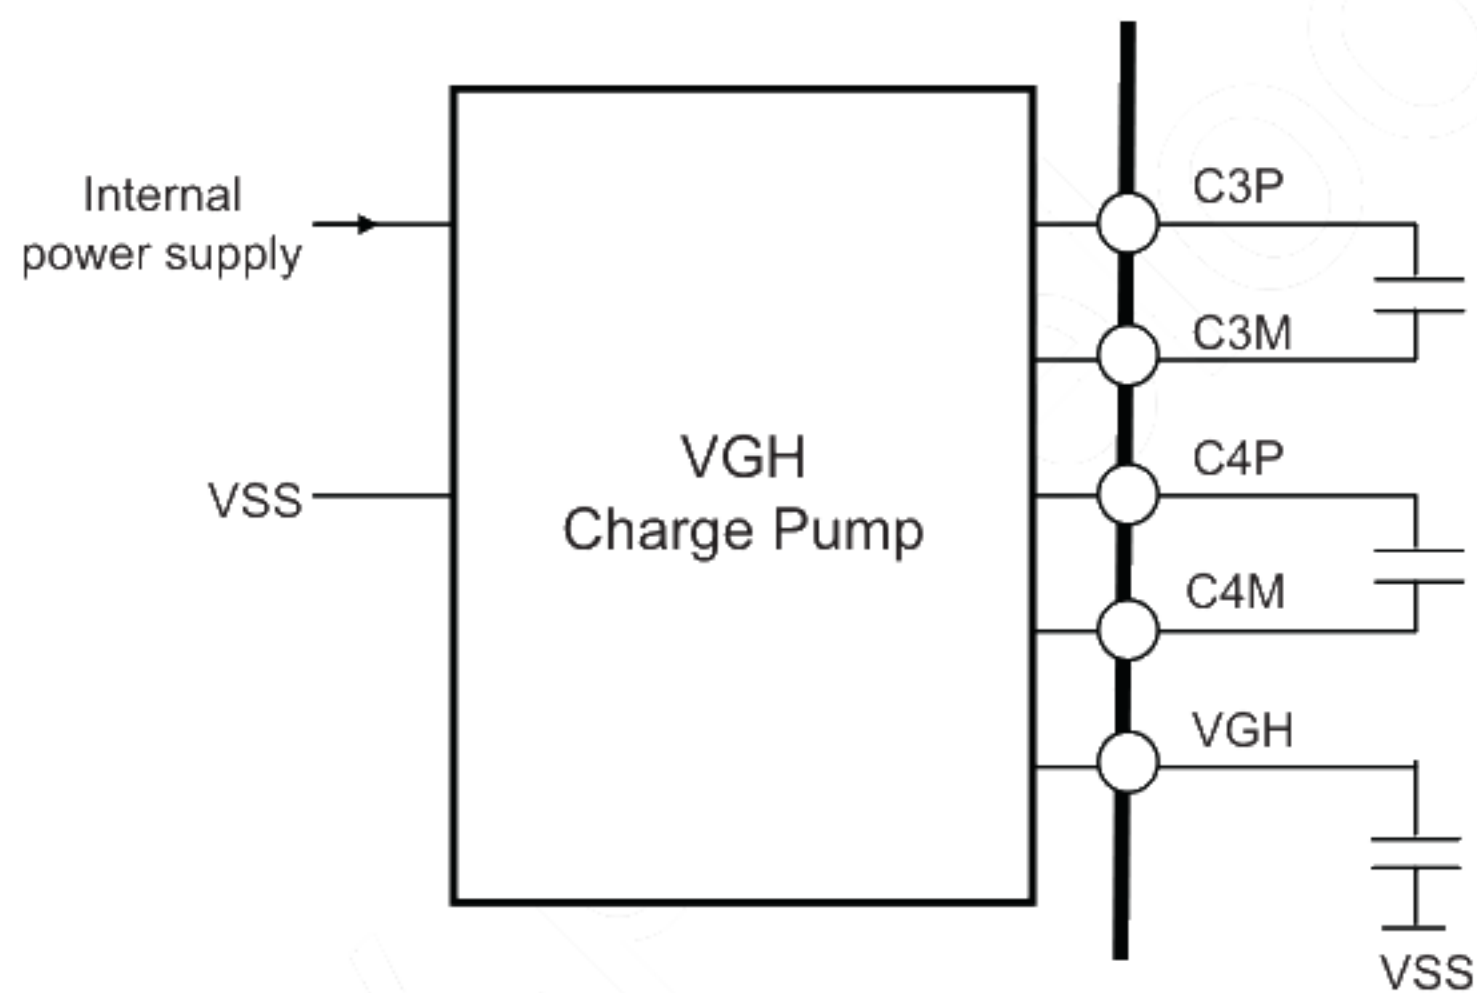 Internal
power supply
VSS
VGH
Charge Pump
C3P
C3M
C4P
C4M
VGH
VSS